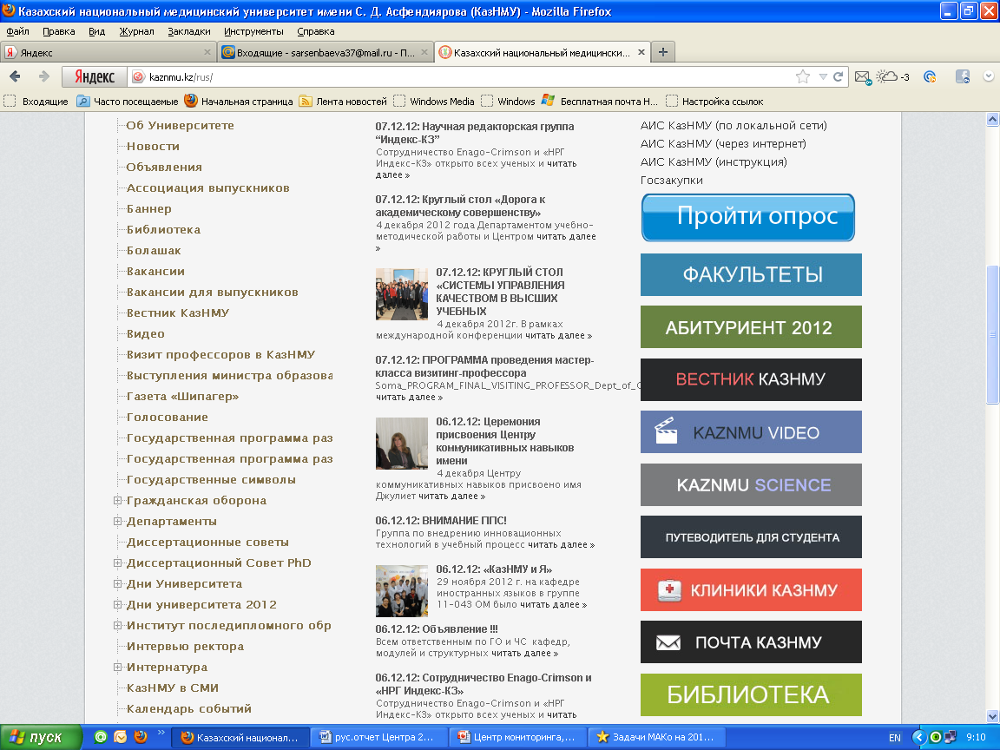 Казахский национальный медицинский университет имени С. Д. Асфендиярова (КазНМУ) - Mozilla Firefox
Файл Правка Вид Журнал Закладки Инструменты Справка
Яндекс
Входящие - sarsenbaeva37@mail.ru - П...
Казахский национальный медицински...
Яндекс
kaznmu.kz/rus/
-3
Входящие
Часто посещаемые
Начальная страница
Лента новостей
Windows Media
Windows
Бесплатная почта H...
Настройка ссылок
Об Университете
Новости
Объявления
Ассоциация выпускников
Баннер
Библиотека
Болашак
Вакансии
Вакансии для выпускников
Вестник КазНМУ
Видео
Визит профессоров в КазНМУ
Выступления министра образова
Газета «Шипагер»
Голосование
Государственная программа раз
Государственная программа раз
Государственные символы
Гражданская оборона
Департаменты
Диссертационные советы
Диссертационный Совет PhD
Дни Университета
Дни университета 2012
Институт последипломного обр
Интервью ректора
Интернатура
КазНМУ в СМИ
Календарь событий
07.12.12: Научная редакторская группа
“Индекс-КЗ”
Сотрудничество Enago-Crimson и «НРГ
Индекс-КЗ» открыто всех ученых и читать
далее »
07.12.12: Круглый стол «Дорога к
академическому совершенству»
4 декабря 2012 года Департаментом учебно-
методической работы и Центром читать далее
»
07.12.12: КРУГЛЫЙ СТОЛ
«СИСТЕМЫ УПРАВЛЕНИЯ
КАЧЕСТВОМ В ВЫСШИХ
УЧЕБНЫХ
4 декабря 2012г. В рамках
международной конференции читать далее »
07.12.12: ПРОГРАММА проведения мастер-
класса визитинг-профессора
Soma_PROGRAM_FINAL_VISITING_PROFESSOR_Dept_of_C
читать далее »
06.12.12: Церемония
присвоения Центру
коммуникативных навыков
имени
4 декабря Центру
коммуникативных навыков присвоено имя
Джулиет читать далее »
06.12.12: ВНИМАНИЕ ППС!
Группа по внедрению инновационных
технологий в учебный процесс читать далее »
06.12.12: «КазНМУ и Я»
29 ноября 2012 г. на кафедре
иностранных языков в группе
11-043 ОМ было читать далее »
06.12.12: Объявление !!!
Всем ответственным по ГО и ЧС кафедр,
модулей и структурных читать далее »
06.12.12: Сотрудничество Enago-Crimson и
«НРГ Индекс-КЗ»
Сотрудничество Enago-Crimson и «НРГ
Индекс-КЗ» открыто всех ученых и читать
АИС КазНМУ (по локальной сети)
АИС КазНМУ (через интернет)
АИС КазНМУ (инструкция)
Госзакупки
Пройти опрос
ФАКУЛЬТЕТЫ
АБИТУРИЕНТ 2012
ВЕСТНИК КАЗНМУ
KAZNMU VIDEO
KAZNMU SCIENCE
ПУТЕВОДИТЕЛЬ ДЛЯ СТУДЕНТА
КЛИНИКИ КАЗНМУ
ПОЧТА КАЗНМУ
БИБЛИОТЕКА
пуск
Казахский национал...
рус.отчет Центра 2...
Центр мониторинга,...
Задачи МАКо на 201...
EN
9:10